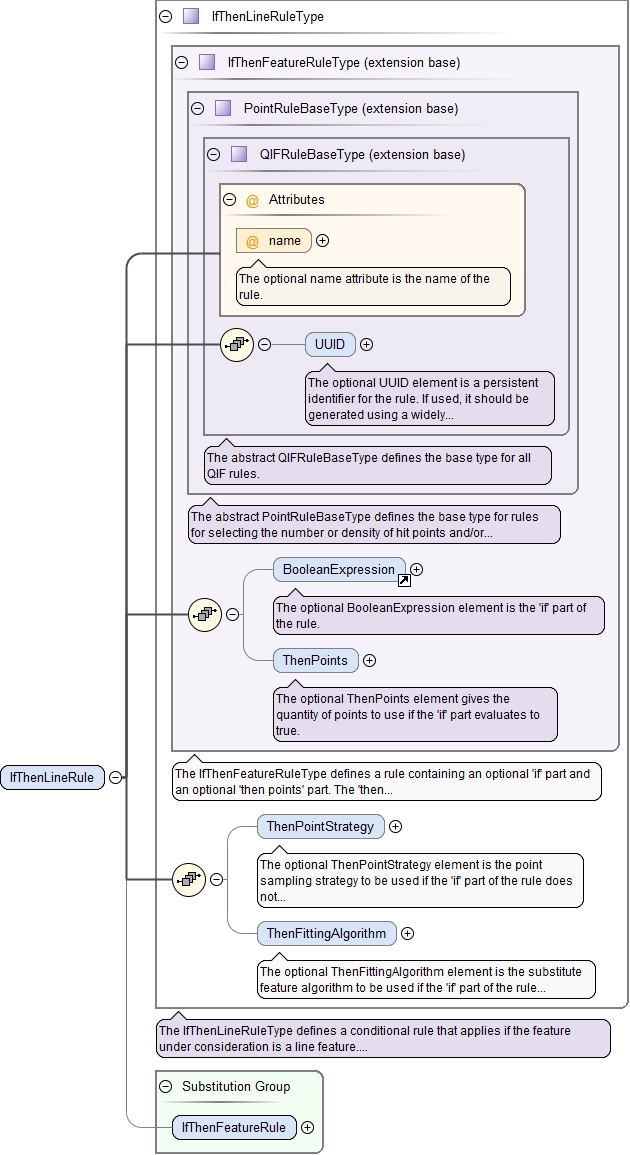 IfThenLineRuleType
IfThenFeatureRuleType (extension base)
PointRuleBaseType (extension base)
QIFRuleBaseType (extension base)
@ Attributes
@ name
The optional name attribute is the name of the
rule.
UUID
The optional UUID element is a persistent
identifier for the rule. If used, it should be
generated using a widely...
The abstract QIFRuleBaseType defines the base type for all
QIF rules.
The abstract PointRuleBaseType defines the base type for rules
for selecting the number or density of hit points and/or...
BooleanExpression
The optional BooleanExpression element is the 'if' part of
the rule.
ThenPoints
The optional ThenPoints element gives the
quantity of points to use if the 'if' part evaluates to
true.
IfThenLineRule
The IfThenFeatureRuleType defines a rule containing an optional 'if' part and
an optional 'then points' part. The 'then...
ThenPointStrategy
The optional ThenPointStrategy element is the point
sampling strategy to be used if the 'if' part of the rule does
not...
ThenFittingAlgorithm
The optional ThenFittingAlgorithm element is the substitute
feature algorithm to be used if the 'if' part of the rule...
The IfThenLineRuleType defines a conditional rule that applies if the feature
under consideration is a line feature....
Substitution Group
IfThenFeatureRule